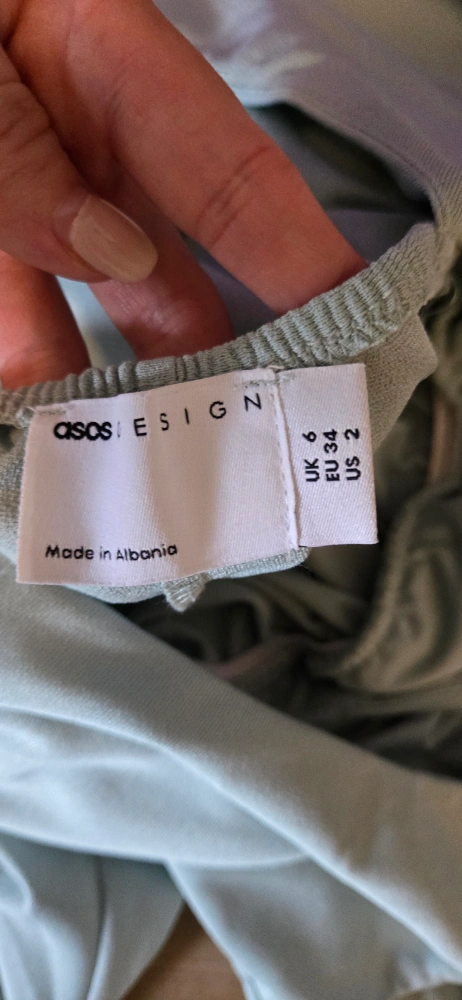 asos DESIGN
Made in Albania
UK 6
EU 34
US 2